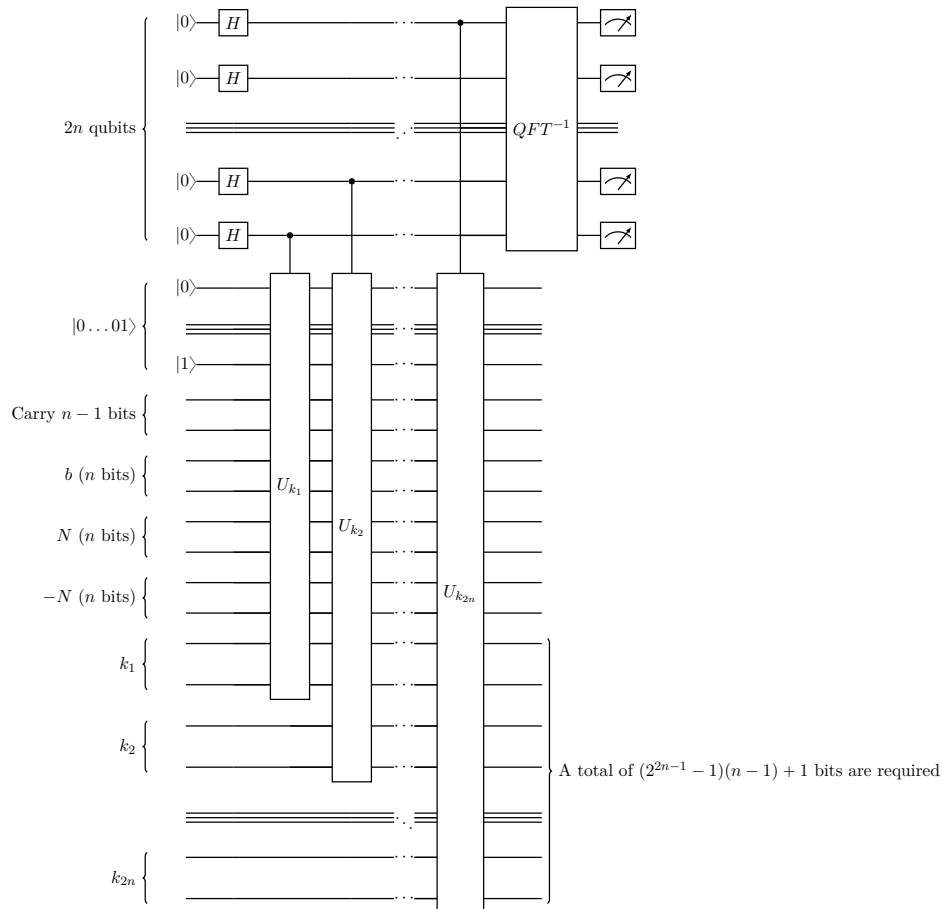 |0⟩ H ···
|0⟩ H ···
2n qubits
QFT⁻¹
|0⟩ H ···
|0⟩ H ···
|0⟩ ···
|0…01⟩
|1⟩ ···
Carry n − 1 bits
b (n bits)
U_{k_1}
N (n bits)
U_{k_2}
−N (n bits)
U_{k_{2n}}
k_1
k_2
A total of (2^{2n−1} − 1)(n − 1) + 1 bits are required
k_{2n}